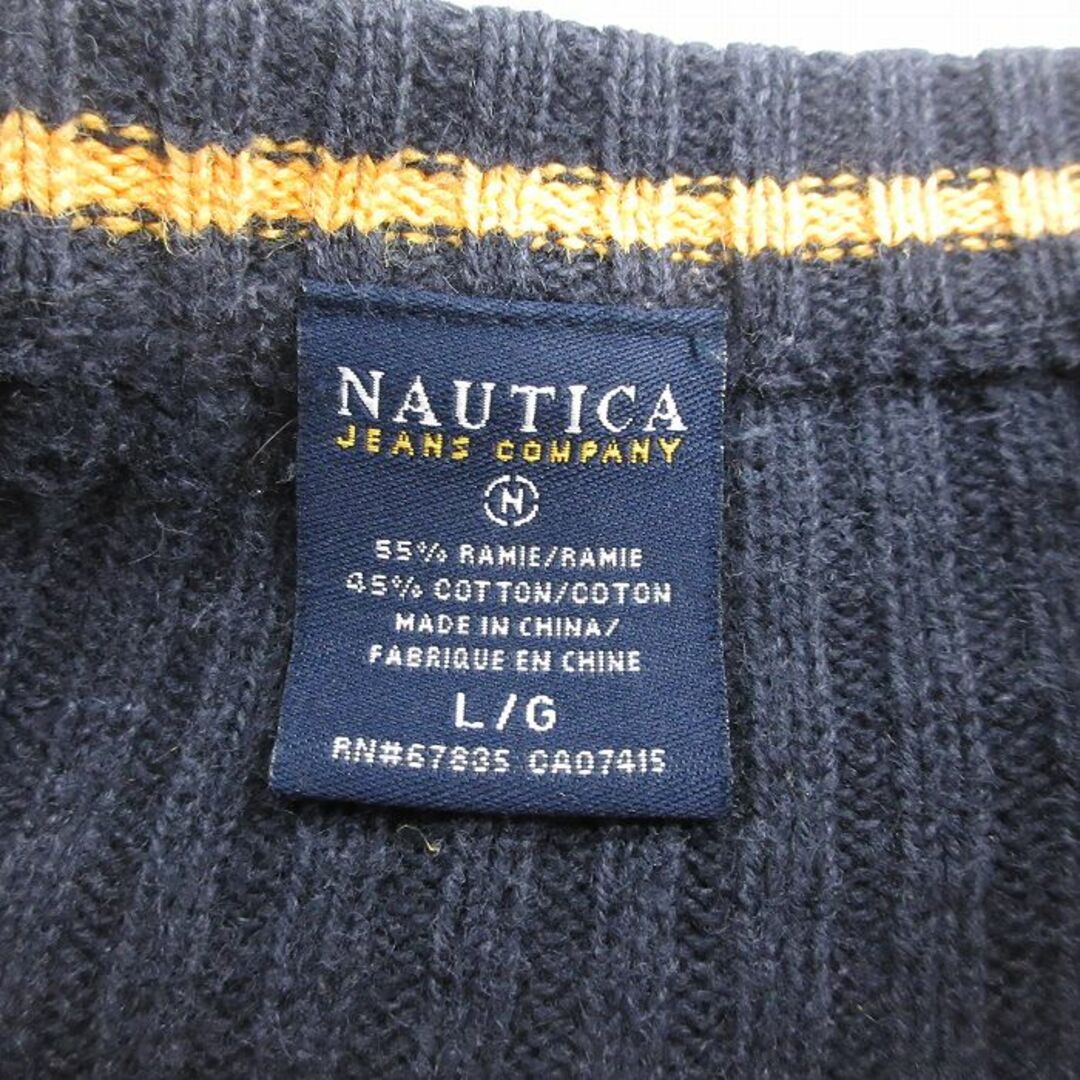 NAUTICA
JEANS COMPANY
N
55% RAMIE/RAMIE
45% COTTON/COTON
MADE IN CHINA/
FABRIQUE EN CHINE
L/G
RN#67835 CA07415